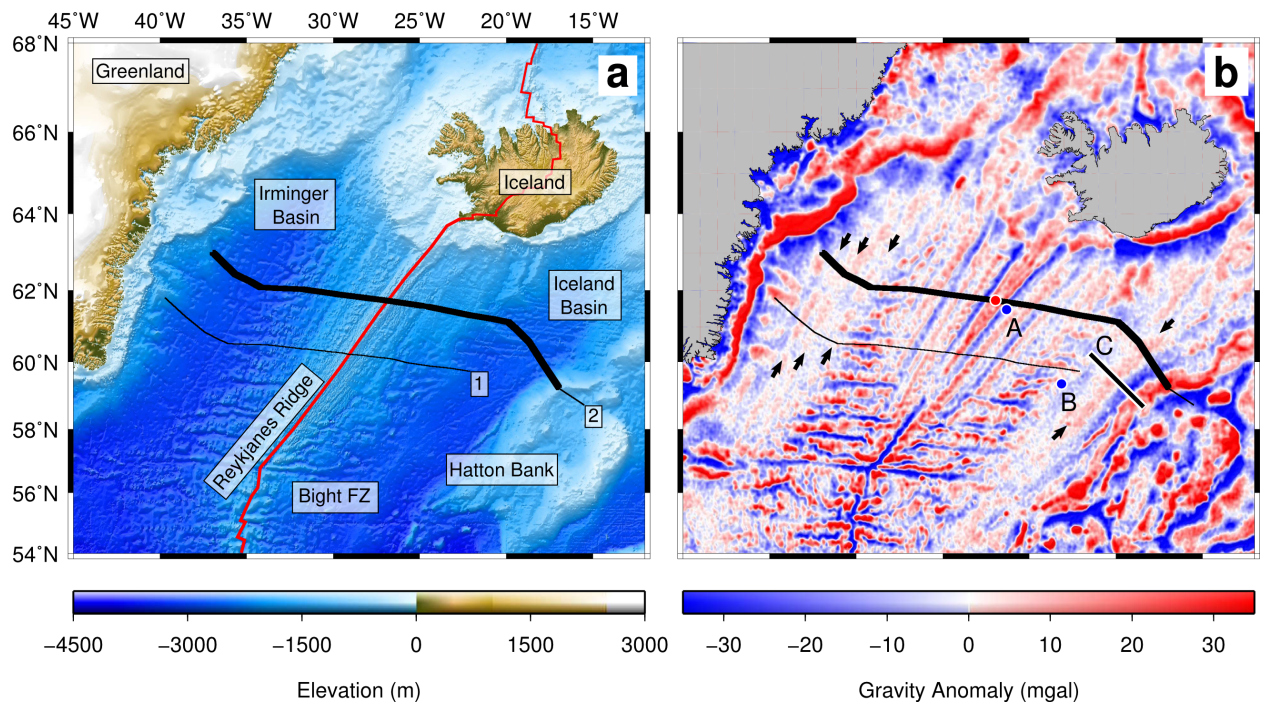 45˚W 40˚W 35˚W 30˚W 25˚W 20˚W 15˚W
68˚N
66˚N
64˚N
62˚N
60˚N
58˚N
56˚N
54˚N
Greenland
a
Iceland
Irminger
Basin
Iceland
Basin
1
2
Reykjanes Ridge
Hatton Bank
Bight FZ
−4500 −3000 −1500 0 1500 3000
Elevation (m)
b
A
C
B
−30 −20 −10 0 10 20 30
Gravity Anomaly (mgal)